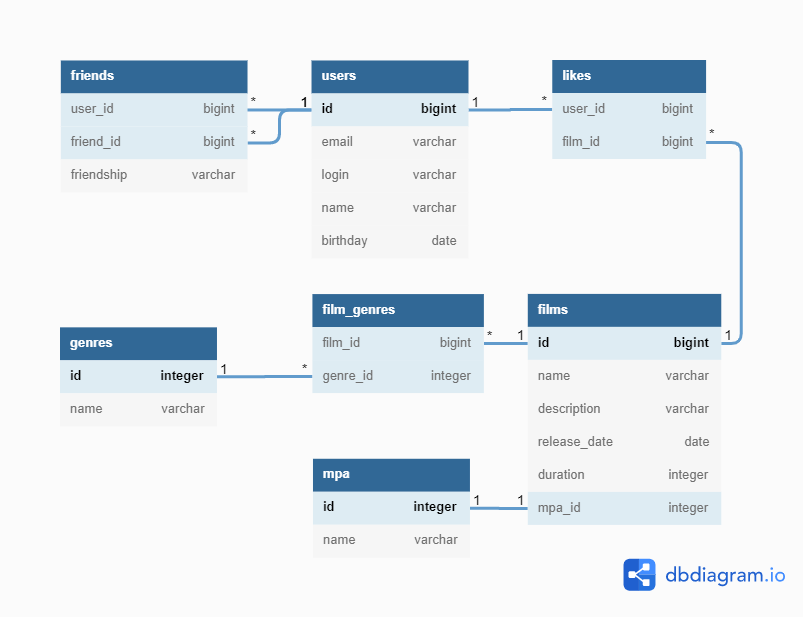 friends
user_id bigint
friend_id bigint
friendship varchar
* 1
*
users
id bigint
email varchar
login varchar
name varchar
birthday date
1 *
likes
user_id bigint
film_id bigint
*
genres
id integer
name varchar
1 *
film_genres
film_id bigint
genre_id integer
* 1
films
id bigint
name varchar
description varchar
release_date date
duration integer
mpa_id integer
1
mpa
id integer
name varchar
1 1
dbdiagram.io